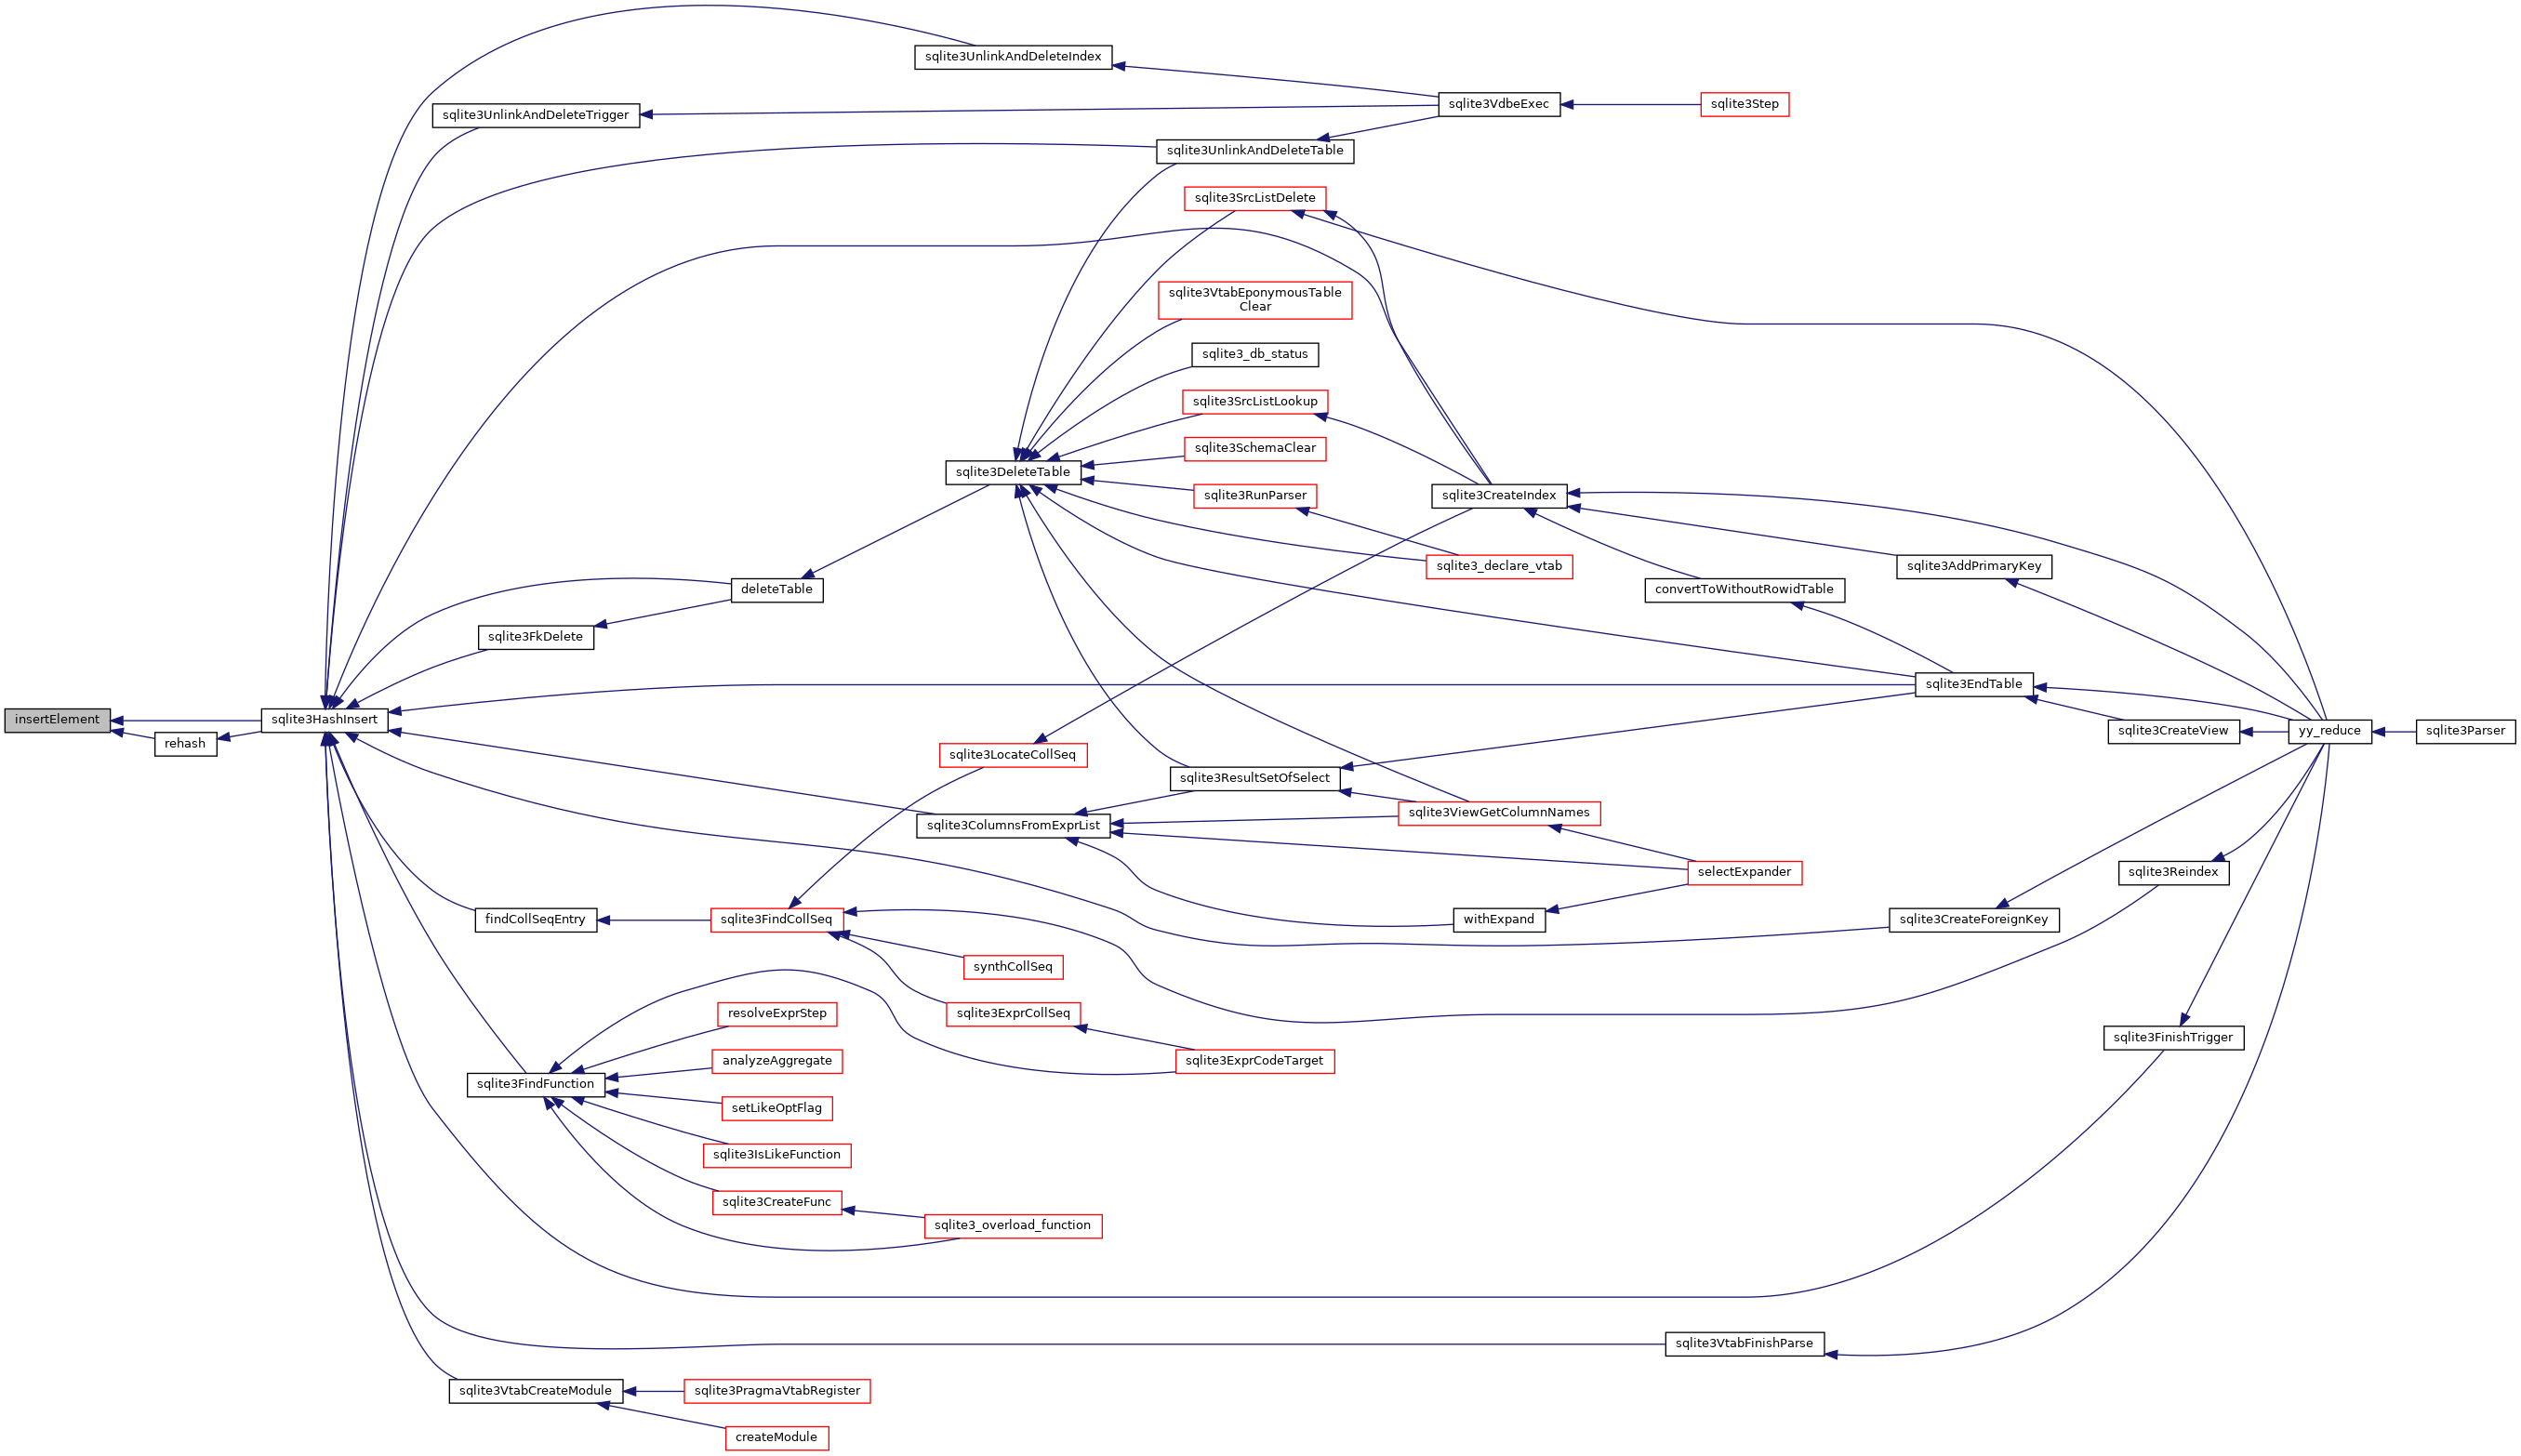 sqlite3UnlinkAndDeleteIndex
sqlite3UnlinkAndDeleteTrigger
sqlite3VdbeExec
sqlite3Step
sqlite3UnlinkAndDeleteTable
sqlite3SrcListDelete
sqlite3VtabEponymousTable
Clear
sqlite3_db_status
sqlite3SrcListLookup
sqlite3SchemaClear
sqlite3DeleteTable
sqlite3RunParser
sqlite3CreateIndex
sqlite3_declare_vtab
sqlite3AddPrimaryKey
deleteTable
convertToWithoutRowidTable
sqlite3FkDelete
sqlite3EndTable
insertElement
sqlite3HashInsert
rehash
sqlite3CreateView
yy_reduce
sqlite3Parser
sqlite3LocateCollSeq
sqlite3ResultSetOfSelect
sqlite3ViewGetColumnNames
sqlite3ColumnsFromExprList
selectExpander
sqlite3Reindex
findCollSeqEntry
sqlite3FindCollSeq
withExpand
sqlite3CreateForeignKey
synthCollSeq
resolveExprStep
sqlite3ExprCollSeq
sqlite3FinishTrigger
analyzeAggregate
sqlite3ExprCodeTarget
sqlite3FindFunction
setLikeOptFlag
sqlite3IsLikeFunction
sqlite3CreateFunc
sqlite3_overload_function
sqlite3VtabFinishParse
sqlite3VtabCreateModule
sqlite3PragmaVtabRegister
createModule